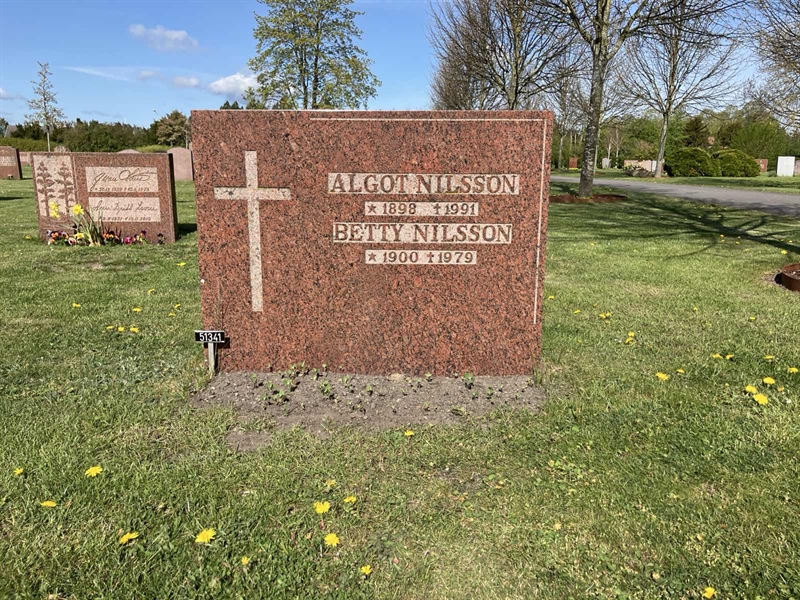 ALGOT NILSSON
★ 1898 ✝ 1991
BETTY NILSSON
★ 1900 ✝ 1979
51341